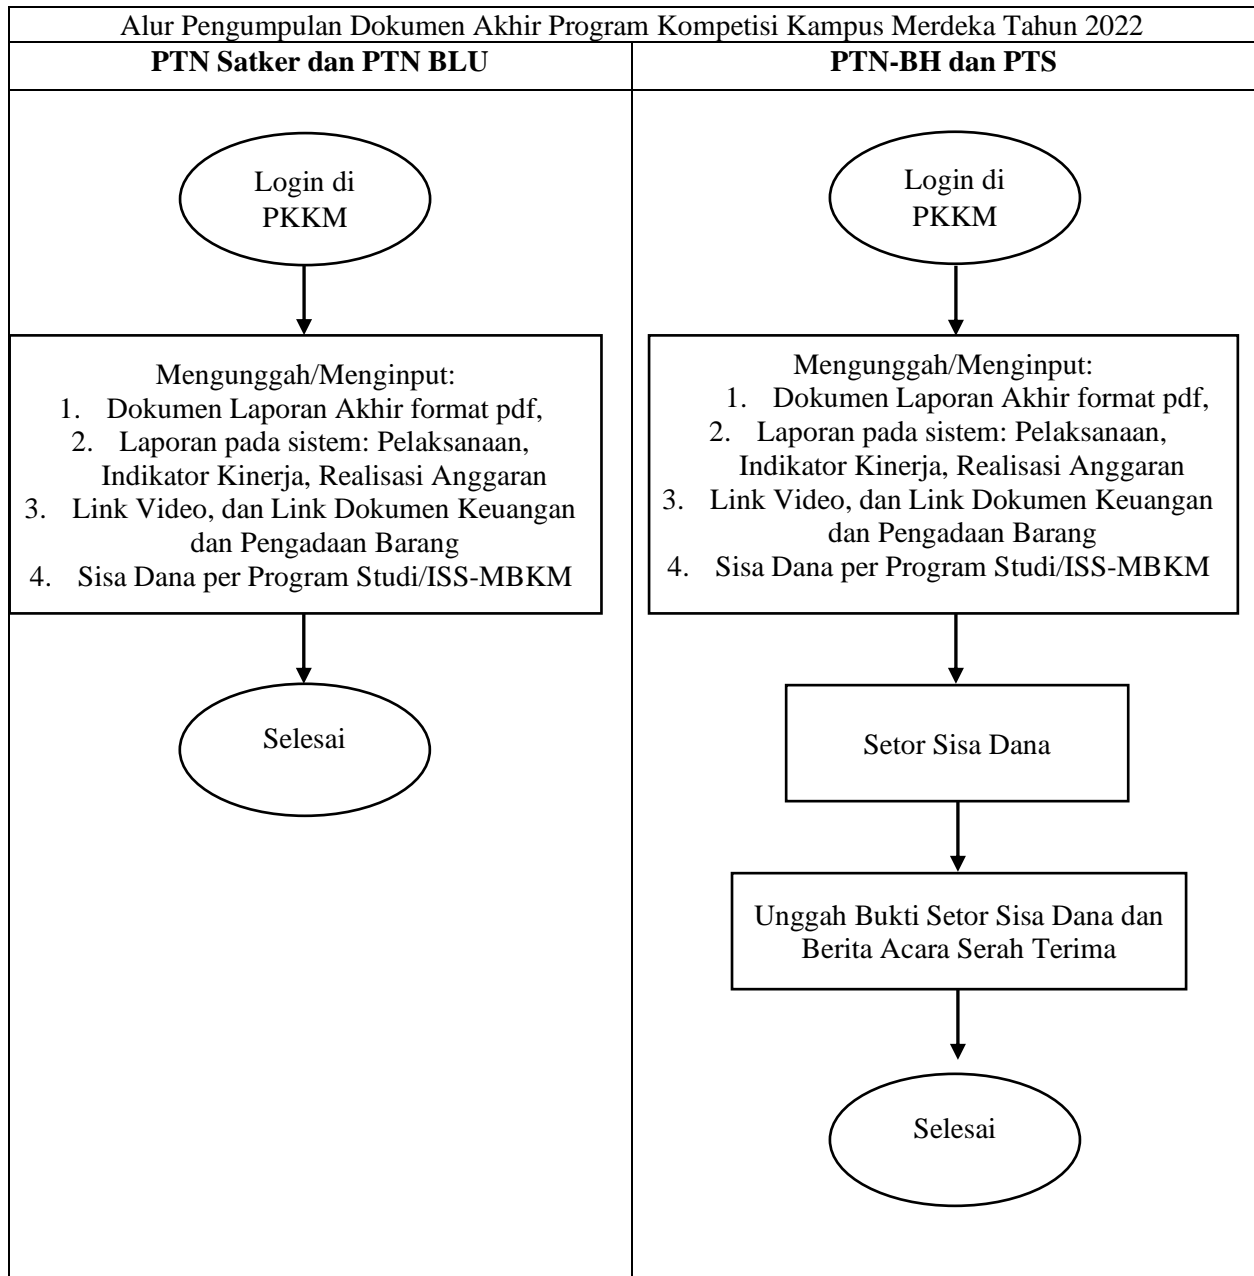 Alur Pengumpulan Dokumen Akhir Program Kompetisi Kampus Merdeka Tahun 2022
PTN Satker dan PTN BLU
Login di
PKKM
Mengunggah/Menginput:
1. Dokumen Laporan Akhir format pdf,
2. Laporan pada sistem: Pelaksanaan,
Indikator Kinerja, Realisasi Anggaran
3. Link Video, dan Link Dokumen Keuangan
dan Pengadaan Barang
4. Sisa Dana per Program Studi/ISS-MBKM
Selesai
PTN-BH dan PTS
Login di
PKKM
Mengunggah/Menginput:
1. Dokumen Laporan Akhir format pdf,
2. Laporan pada sistem: Pelaksanaan,
Indikator Kinerja, Realisasi Anggaran
3. Link Video, dan Link Dokumen Keuangan
dan Pengadaan Barang
4. Sisa Dana per Program Studi/ISS-MBKM
Setor Sisa Dana
Unggah Bukti Setor Sisa Dana dan
Berita Acara Serah Terima
Selesai